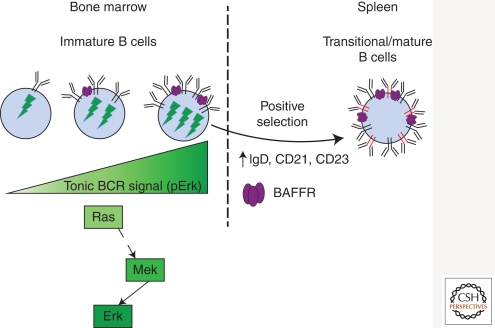 Bone marrow
Spleen
Immature B cells
Transitional/mature
B cells
Positive
selection
IgD, CD21, CD23
BAFFR
Tonic BCR signal (pErk)
Ras
Mek
Erk
CSH
PERSPECTIVES